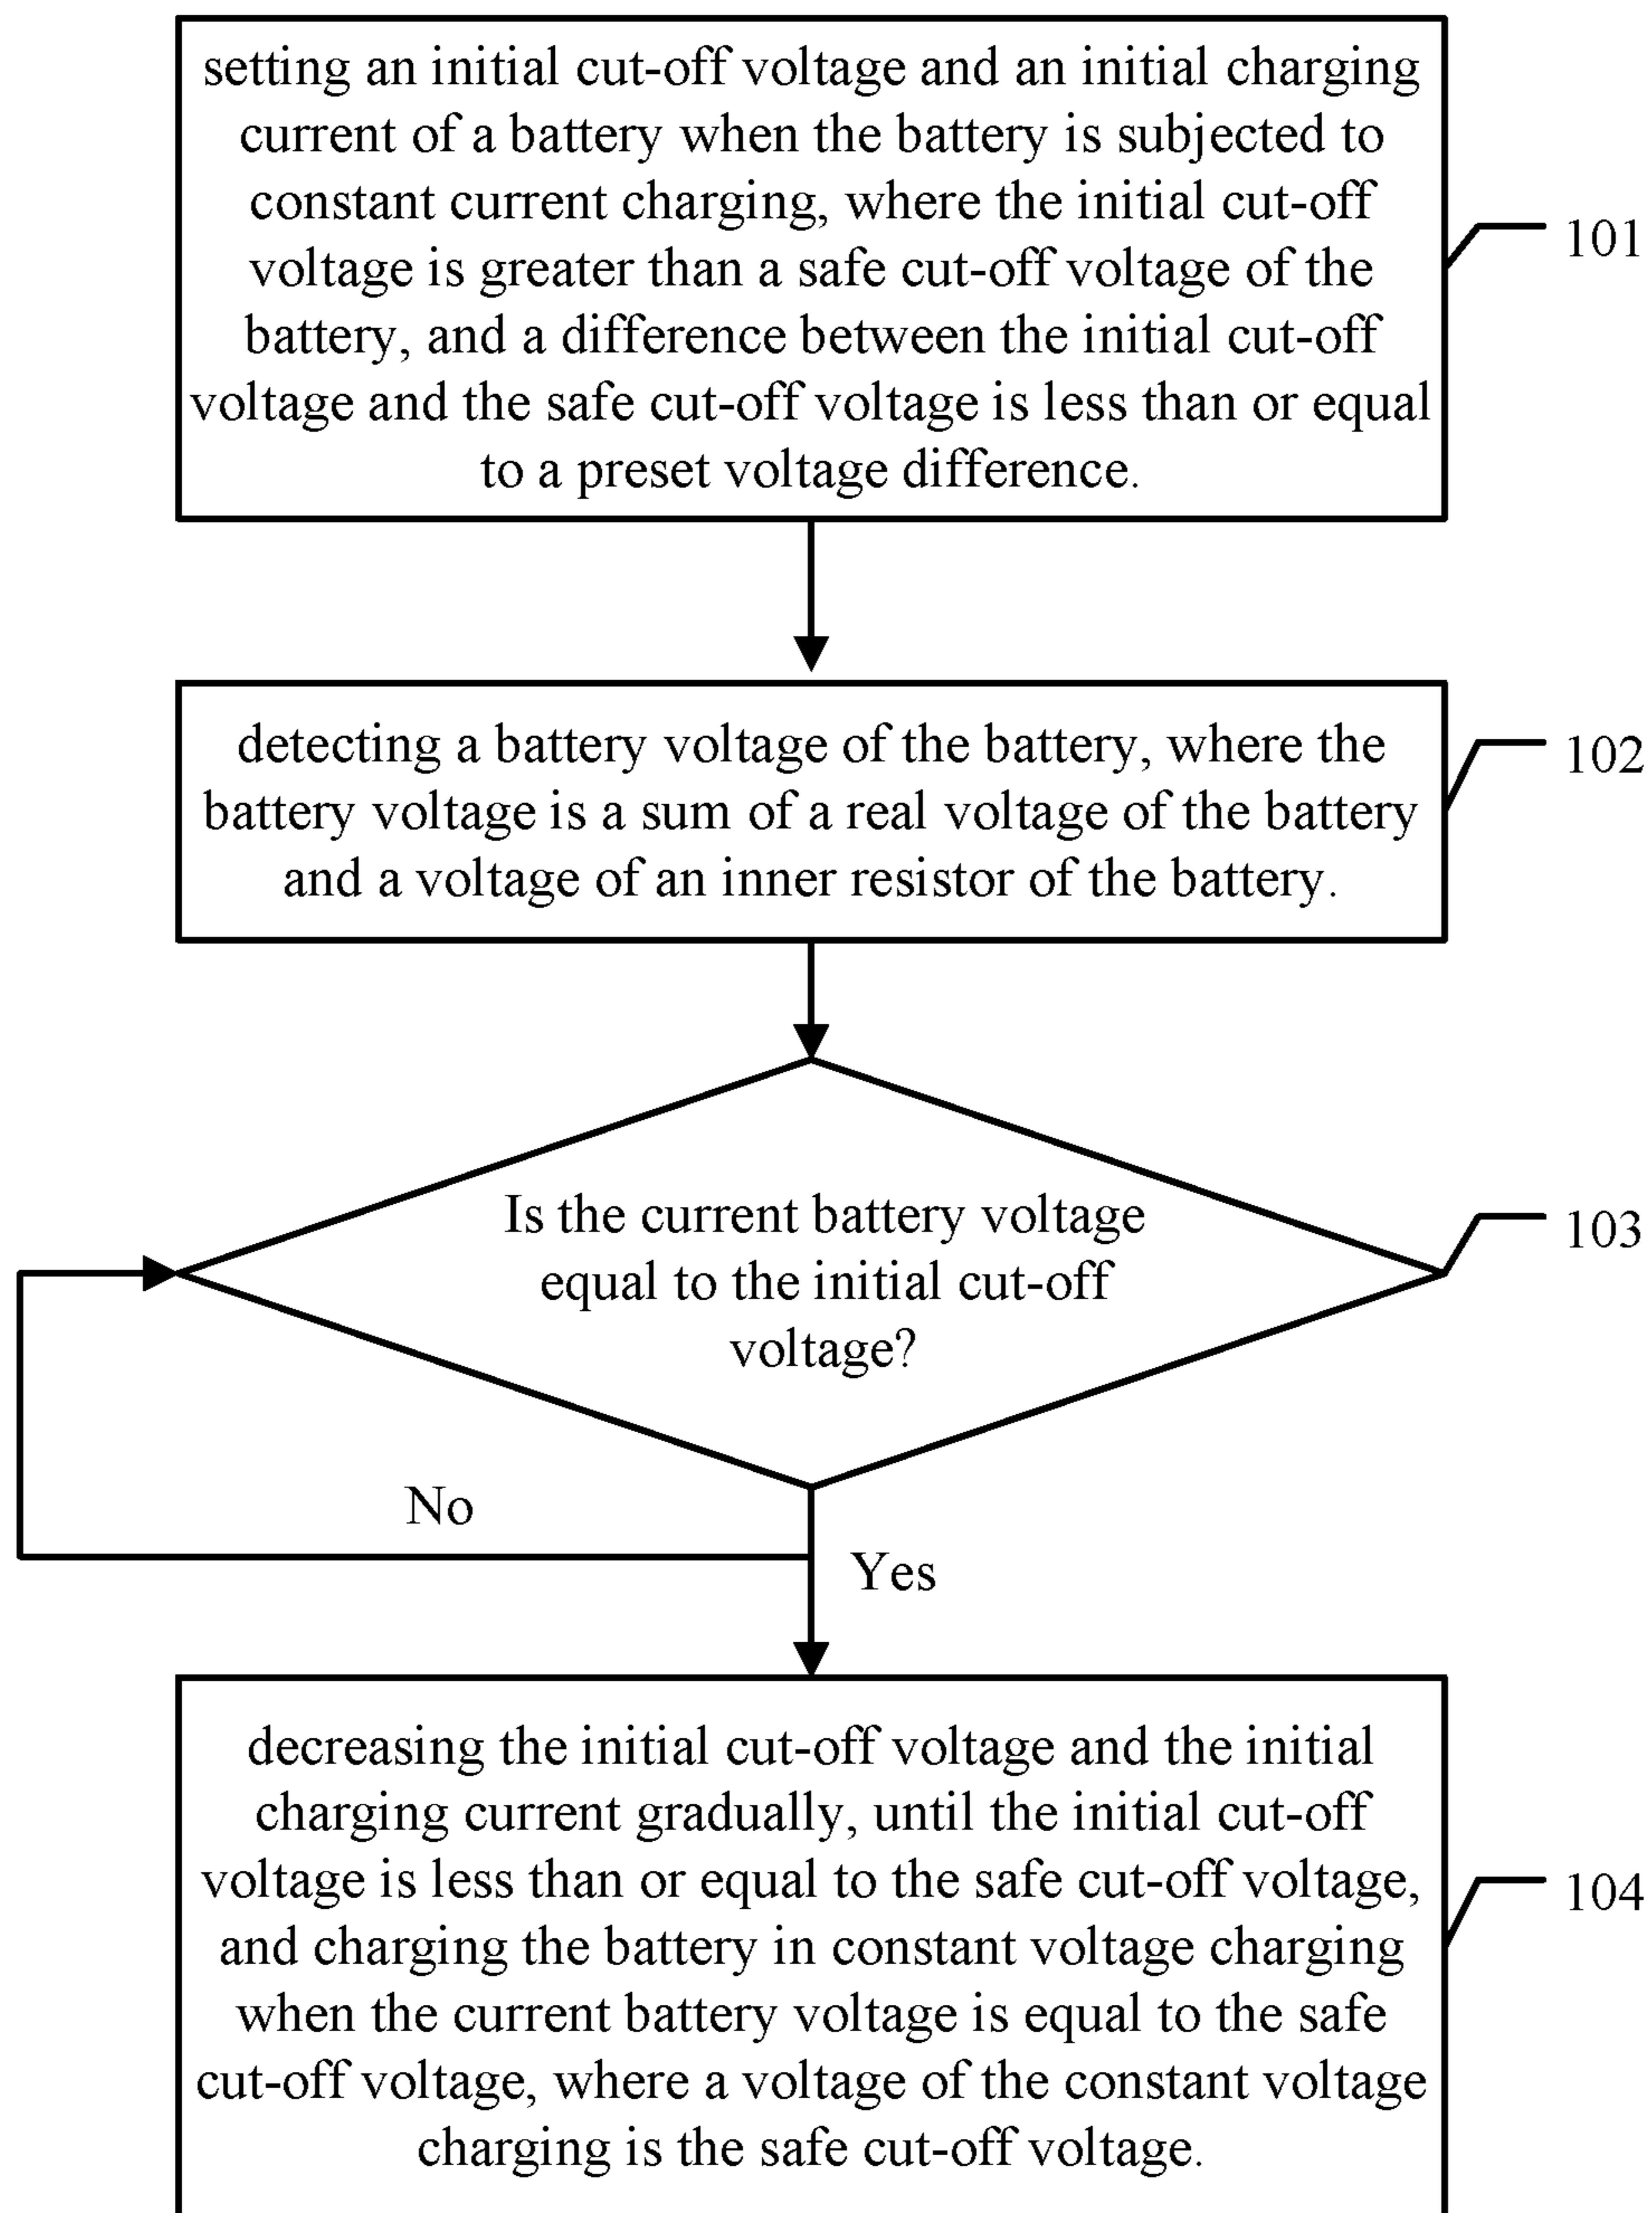 setting an initial cut-off voltage and an initial charging
current of a battery when the battery is subjected to
constant current charging, where the initial cut-off
voltage is greater than a safe cut-off voltage of the
battery, and a difference between the initial cut-off
voltage and the safe cut-off voltage is less than or equal
to a preset voltage difference.
101
detecting a battery voltage of the battery, where the
battery voltage is a sum of a real voltage of the battery
and a voltage of an inner resistor of the battery.
102
Is the current battery voltage
equal to the initial cut-off
voltage?
103
No
Yes
decreasing the initial cut-off voltage and the initial
charging current gradually, until the initial cut-off
voltage is less than or equal to the safe cut-off voltage,
and charging the battery in constant voltage charging
when the current battery voltage is equal to the safe
cut-off voltage, where a voltage of the constant voltage
charging is the safe cut-off voltage.
104